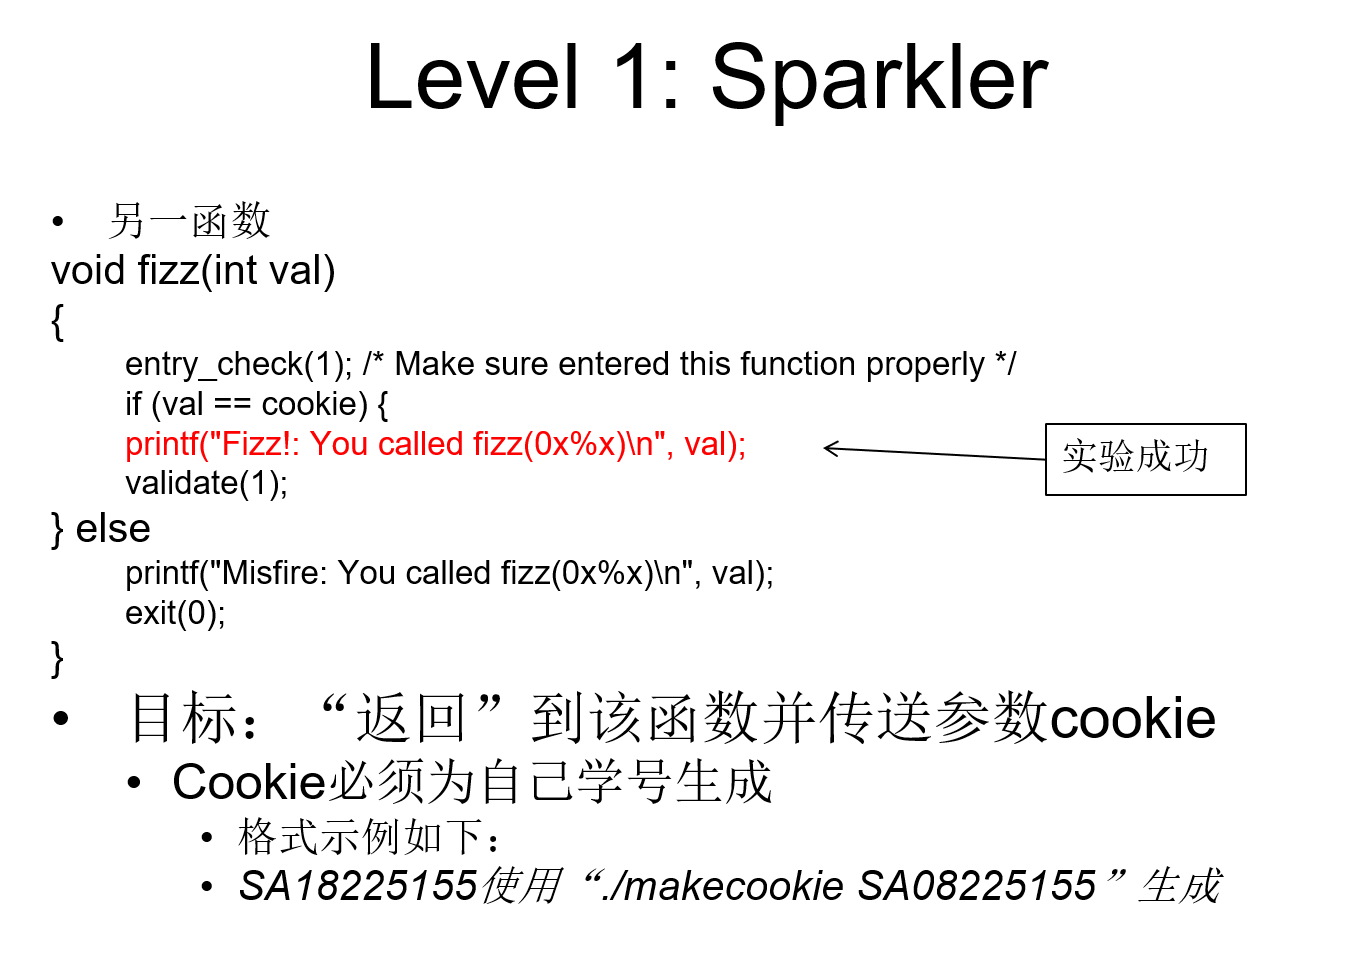 Level 1: Sparkler
• 另一函数
void fizz(int val)
{
entry_check(1); /* Make sure entered this function properly */
if (val == cookie) {
printf("Fizz!: You called fizz(0x%x)\n", val);
实验成功
validate(1);
} else
printf("Misfire: You called fizz(0x%x)\n", val);
exit(0);
}
• 目标：“返回”到该函数并传送参数cookie
• Cookie必须为自己学号生成
• 格式示例如下：
• SA18225155使用“./makecookie SA08225155”生成